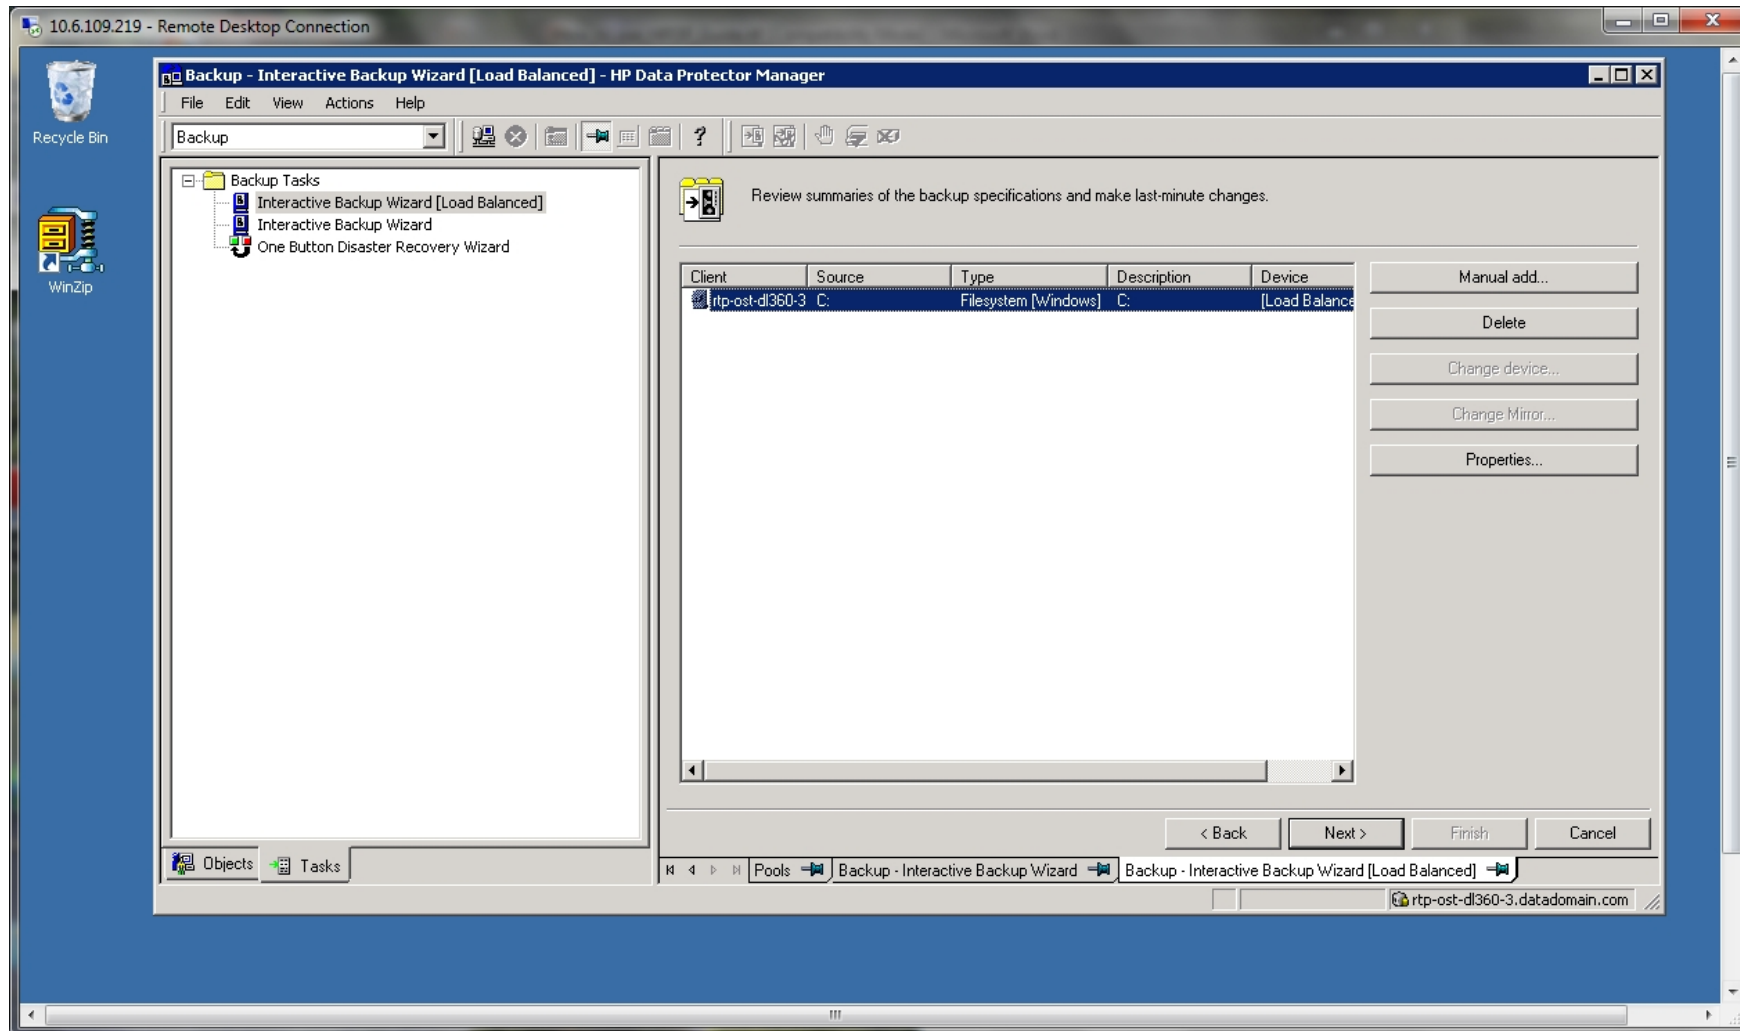 10.6.109.219 - Remote Desktop Connection
Recycle Bin
WinZip
Backup - Interactive Backup Wizard [Load Balanced] - HP Data Protector Manager
File Edit View Actions Help
Backup
Backup Tasks
Interactive Backup Wizard [Load Balanced]
Interactive Backup Wizard
One Button Disaster Recovery Wizard
Objects Tasks
Review summaries of the backup specifications and make last-minute changes.
Client Source Type Description Device
rtp-ost-dl360-3 C: Filesystem [Windows] C: [Load Balance
Manual add...
Delete
Change device...
Change Mirror...
Properties...
< Back Next > Finish Cancel
Pools Backup - Interactive Backup Wizard Backup - Interactive Backup Wizard [Load Balanced]
rtp-ost-dl360-3.datadomain.com